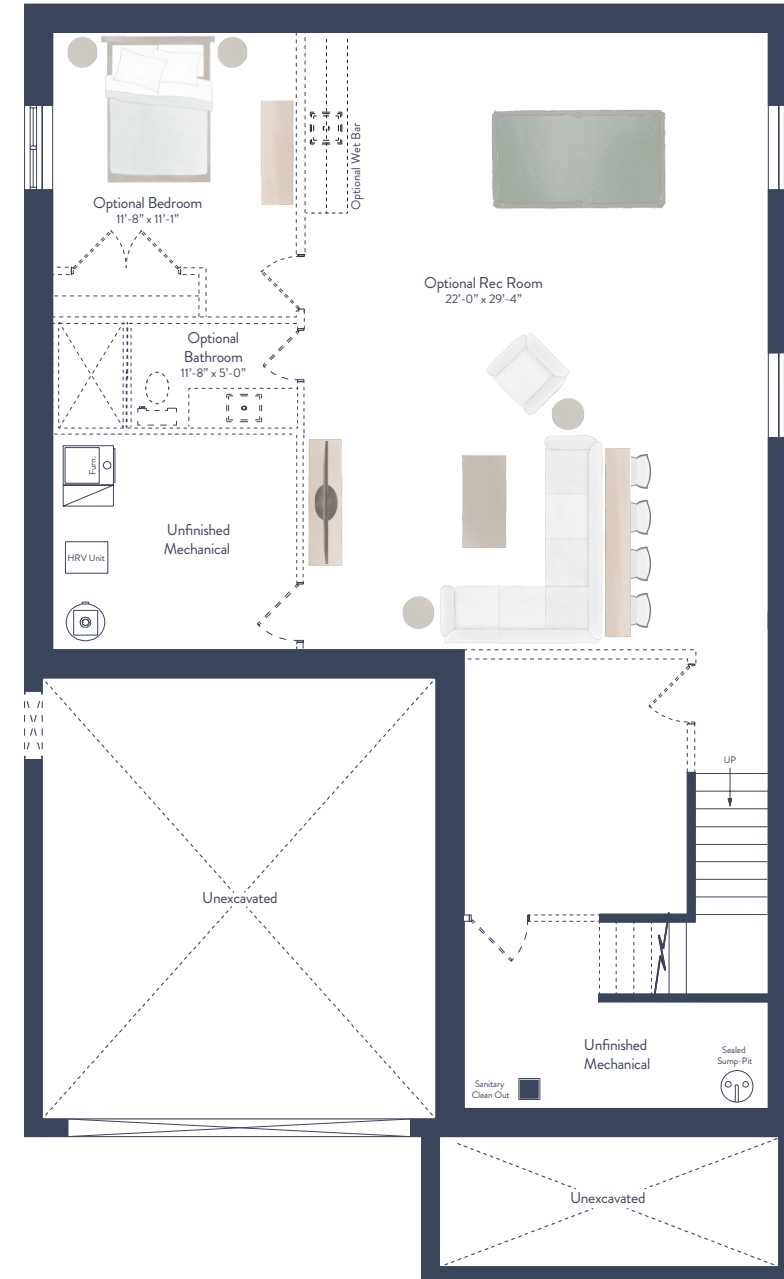 Optional Wet Bar
Optional Bedroom
11'-8" x 11'-1"
Optional Rec Room
22'-0" x 29'-4"
Optional
Bathroom
11'-8" x 5'-0"
Furn.
Unfinished
Mechanical
HRV Unit
UP
Unexcavated
Unfinished
Mechanical
Sealed
Sump-Pit
Sanitary
Clean Out
Unexcavated